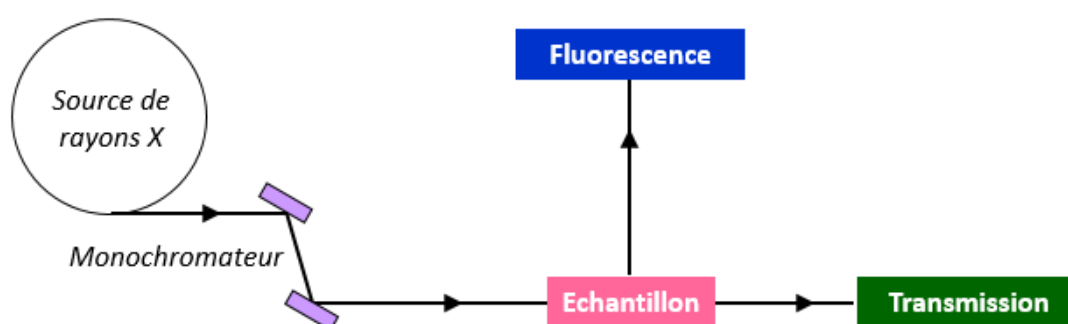 Fluorescence
Source de
rayons X
Monochromateur
Echantillon
Transmission